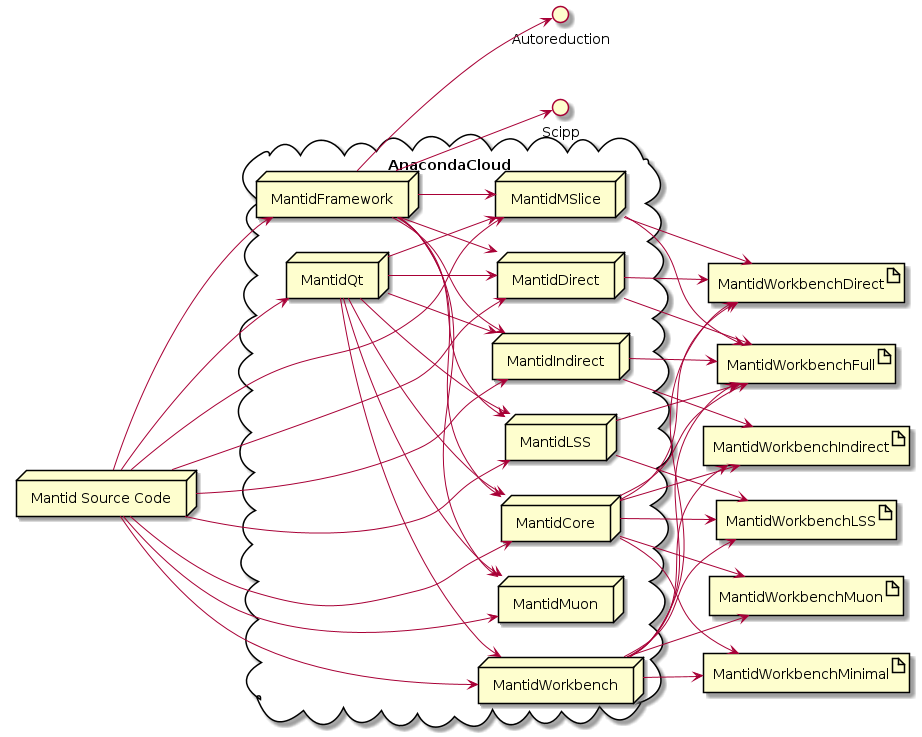 Autoreduction
Scipp
AnacondaCloud
MantidFramework
MantidMSlice
MantidQt
MantidDirect
MantidWorkbenchDirect
MantidIndirect
MantidWorkbenchFull
MantidLSS
MantidWorkbenchIndirect
Mantid Source Code
MantidCore
MantidWorkbenchLSS
MantidMuon
MantidWorkbenchMuon
MantidWorkbench
MantidWorkbenchMinimal